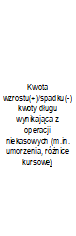 Kwota
wzrostu(+)/spadku(-)
kwoty długu
wynikająca z
operacji
niekasowych (m.in.
umorzenia, różnice
kursowe)